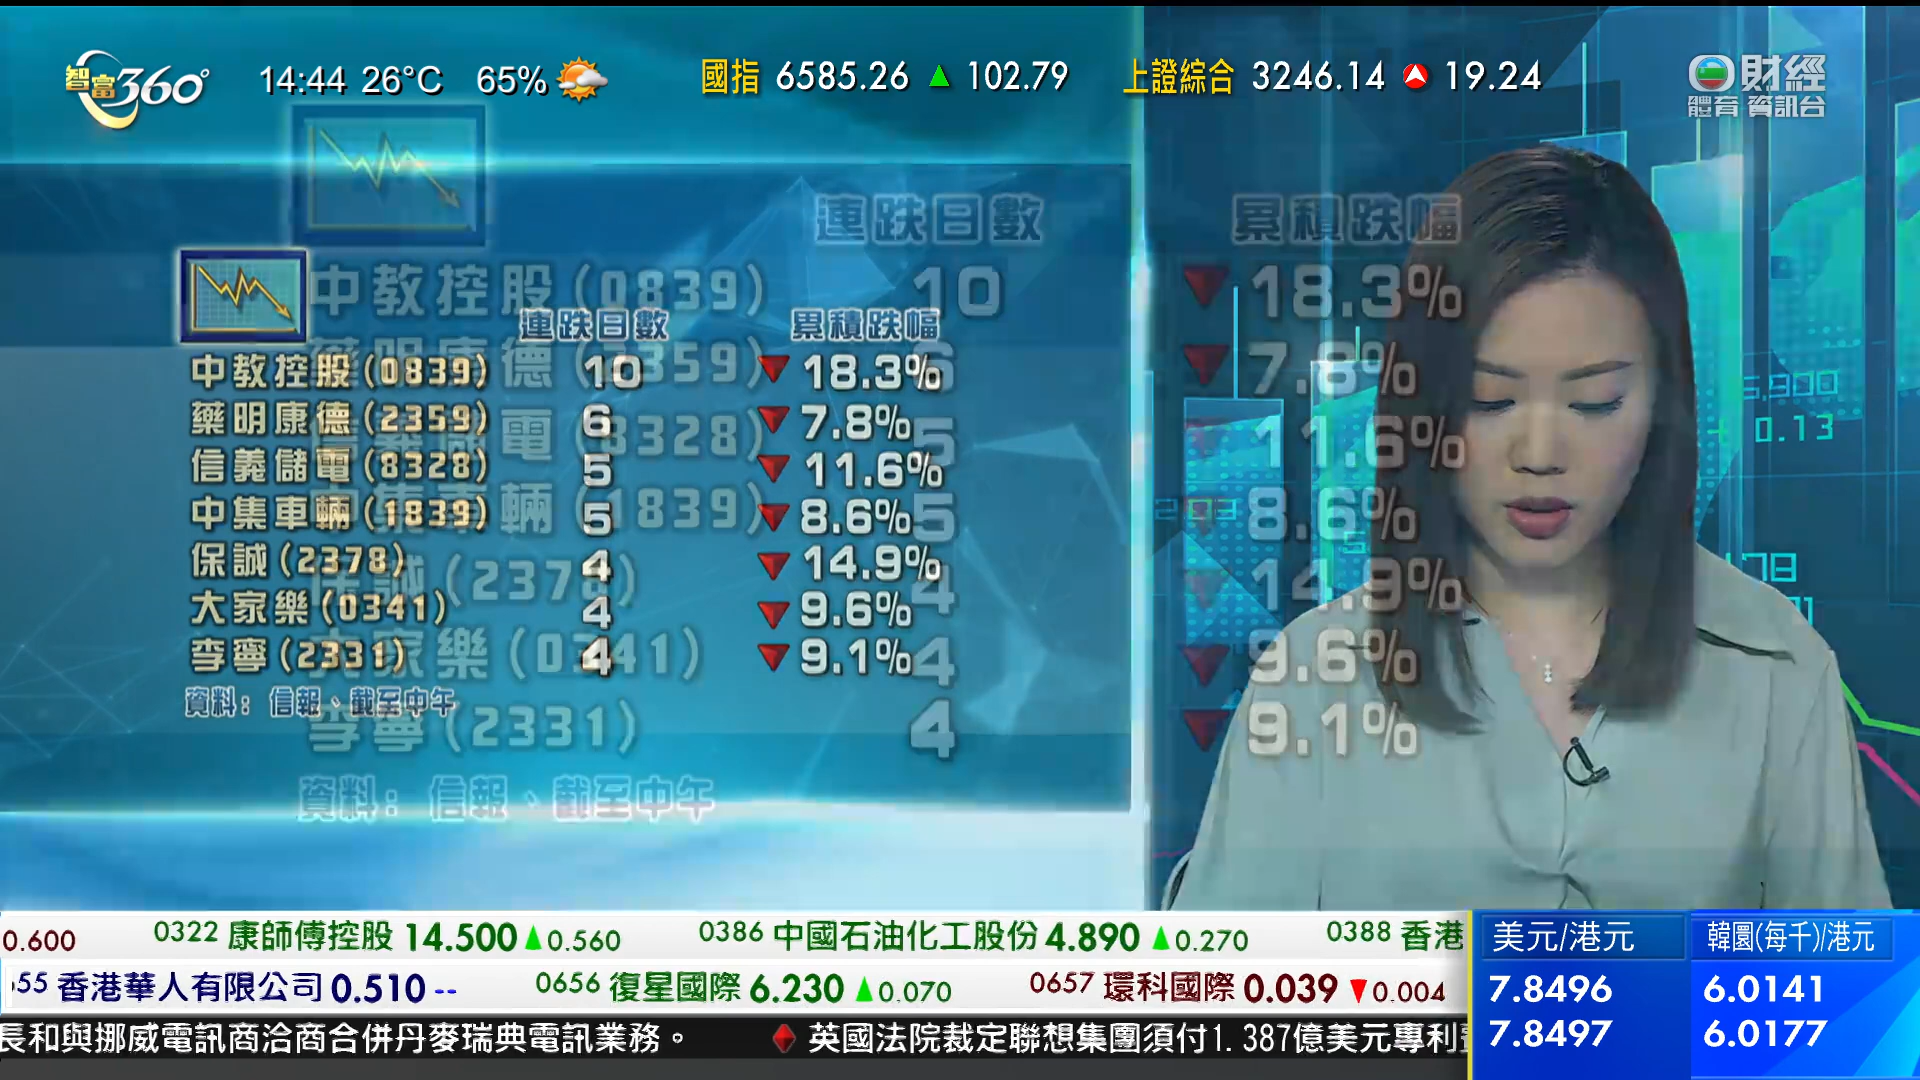 智富360°
14:44 26°C 65%
國指 6585.26 ▲ 102.79
上證綜合 3246.14 19.24
財經
體育 資訊台
連跌日數 累積跌幅
中教控股(0839) 10 ▼ 18.3%
藥明康德(2359) 6 ▼ 7.8%
信義儲電(8328) 5 ▼ 11.6%
中集車輛(1839) 5 ▼ 8.6%
保誠(2378) 4 ▼ 14.9%
大家樂(0341) 4 ▼ 9.6%
李寧(2331) 4 ▼ 9.1%
資料：信報、截至中午
0.600 0322 康師傅控股 14.500 ▲ 0.560 0386 中國石油化工股份 4.890 ▲ 0.270 0388 香港
55 香港華人有限公司 0.510 -- 0656 復星國際 6.230 ▲ 0.070 0657 環科國際 0.039 ▼ 0.004
長和與挪威電訊商洽商合併丹麥瑞典電訊業務。 英國法院裁定聯想集團須付1.387億美元專利
美元/港元
7.8496
7.8497
韓圜(每千)/港元
6.0141
6.0177